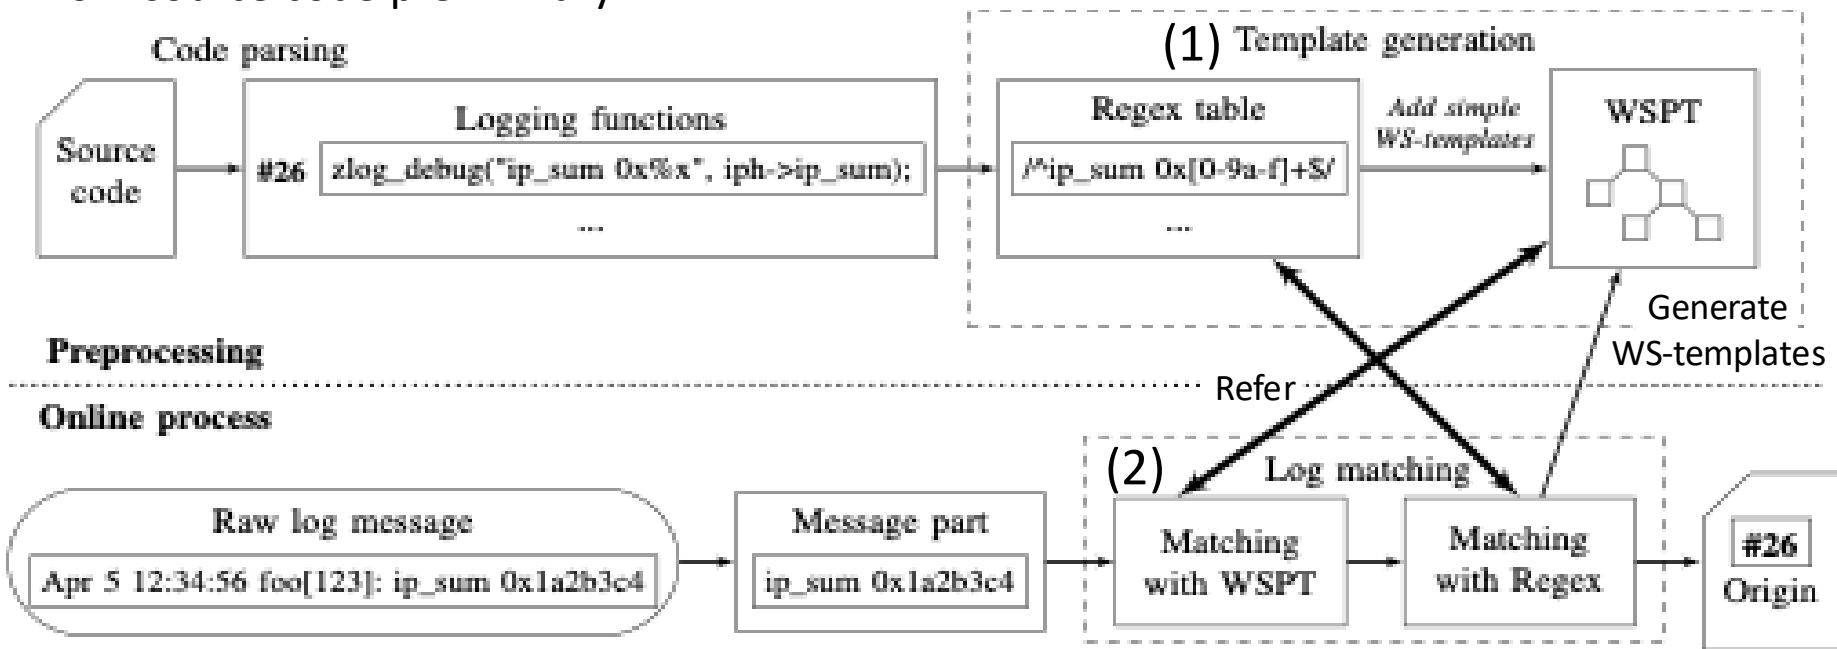 Code parsing
(1) Template generation
Source
code
Logging functions
#26 zlog_debug("ip_sum 0x%x", iph->ip_sum);
...
Regex table
/^ip_sum 0x[0-9a-f]+$/
...
Add simple
WS-templates
WSPT
Generate
WS-templates
Preprocessing
Refer
Online process
(2) Log matching
Raw log message
Apr 5 12:34:56 foo[123]: ip_sum 0x1a2b3c4
Message part
ip_sum 0x1a2b3c4
Matching
with WSPT
Matching
with Regex
#26
Origin